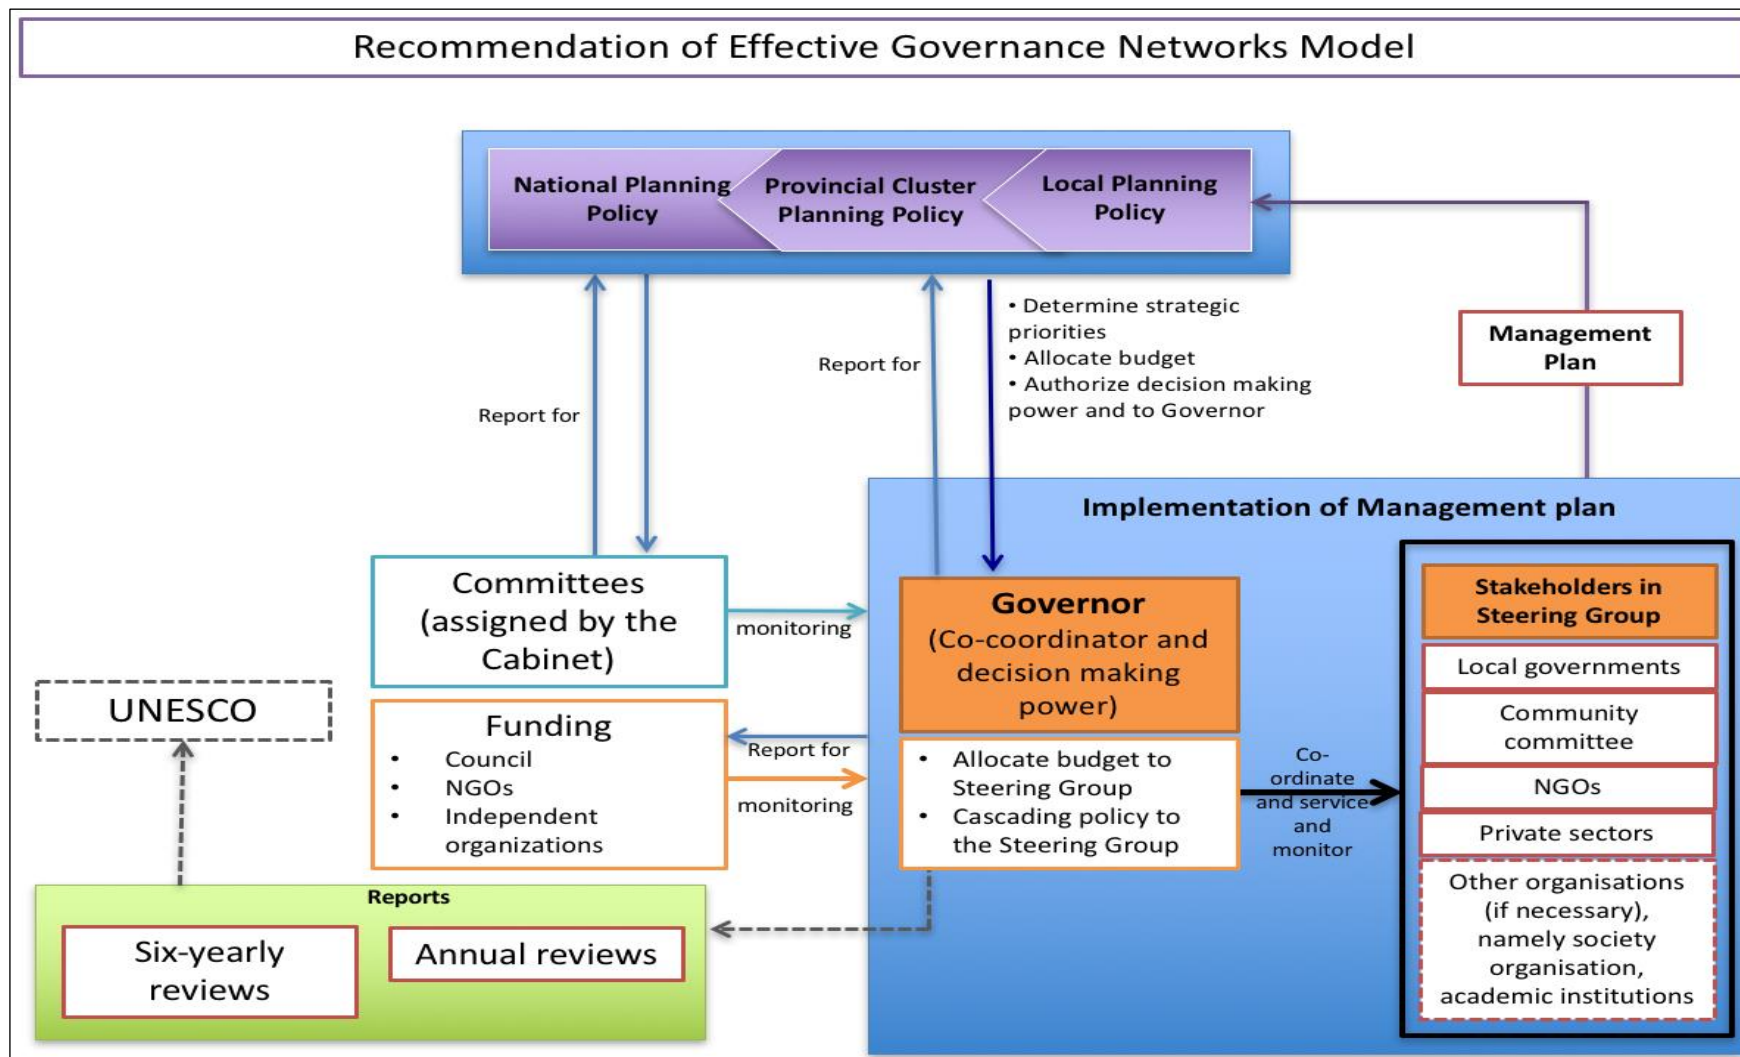 Recommendation of Effective Governance Networks Model
National Planning
Policy
Provincial Cluster
Planning Policy
Local Planning
Policy
• Determine strategic
priorities
• Allocate budget
• Authorize decision making
power and to Governor
Report for
Report for
Management
Plan
Implementation of Management plan
Committees
(assigned by the
Cabinet)
monitoring
Governor
(Co-coordinator and
decision making
power)
Stakeholders in
Steering Group
Local governments
Community
committee
NGOs
Private sectors
Other organisations
(if necessary),
namely society
organisation,
academic institutions
UNESCO
Funding
• Council
• NGOs
• Independent
organizations
Report for
monitoring
• Allocate budget to
Steering Group
• Cascading policy to
the Steering Group
Co-
ordinate
and service
and
monitor
Reports
Six-yearly
reviews
Annual reviews